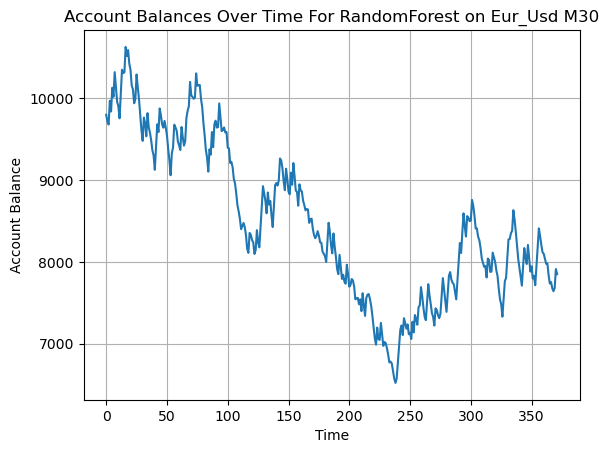 Account Balances Over Time For RandomForest on Eur_Usd M30
Account Balance
10000
9000
8000
7000
0 50 100 150 200 250 300 350
Time